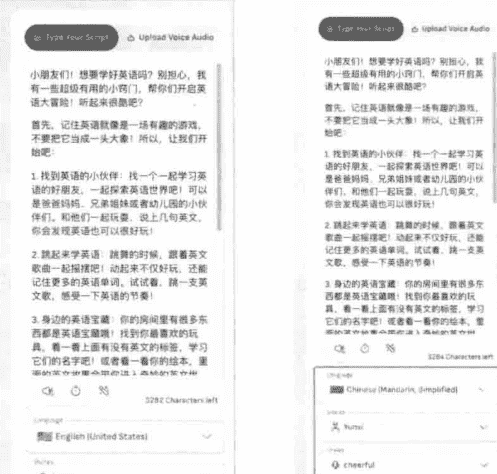 Type Your Script
Upload Voice Audio
小朋友们！想要学好英语吗？别担心，我
有一些超级有用的小窍门，帮你们开启英
语大冒险！听起来很酷吧？
首先，记住英语就像是一场有趣的游戏，
不要把它当成一头大象！所以，让我们开
始吧：
1. 找到英语的小伙伴：找一个一起学习英
语的好朋友，一起探索英语世界吧！可以
是爸爸妈妈、兄弟姐妹或者幼儿园的小伙
伴们。和他们一起玩耍，说上几句英文，
你会发现英语也可以很好玩！
2. 跳起来学英语：跳舞的时候，跟着英文
歌曲一起摇摆吧！动起来不仅好玩，还能
记住更多的英语单词。试试看，跳一支英
文歌，感受一下英语的节奏！
3. 身边的英语宝藏：你的房间里有很多东
西都是英语宝藏哦！找到你最喜欢的玩
具，看一看上面有没有英文的标签，学习
它们的名字吧！或者看一看你的绘本，里
面的英文故事会带你进入奇妙的英文世
3282 Characters left
Language
English (United States)
Voices
Type Your Script
Upload Voice Audio
小朋友们！想要学好英语吗？别担心，我
有一些超级有用的小窍门，帮你们开启英
语大冒险！听起来很酷吧？
首先，记住英语就像是一场有趣的游戏，
不要把它当成一头大象！所以，让我们开
始吧：
1. 找到英语的小伙伴：找一个一起学习英
语的好朋友，一起探索英语世界吧！可以
是爸爸妈妈、兄弟姐妹或者幼儿园的小伙
伴们。和他们一起玩耍，说上几句英文，
你会发现英语也可以很好玩！
2. 跳起来学英语：跳舞的时候，跟着英文
歌曲一起摇摆吧！动起来不仅好玩，还能
记住更多的英语单词。试试看，跳一支英
文歌，感受一下英语的节奏！
3. 身边的英语宝藏：你的房间里有很多东
西都是英语宝藏哦！找到你最喜欢的玩
具，看一看上面有没有英文的标签，学习
它们的名字吧！或者看一看你的绘本，里
3284 Characters left
Language
Chinese (Mandarin, Simplified)
Voices
cheerful